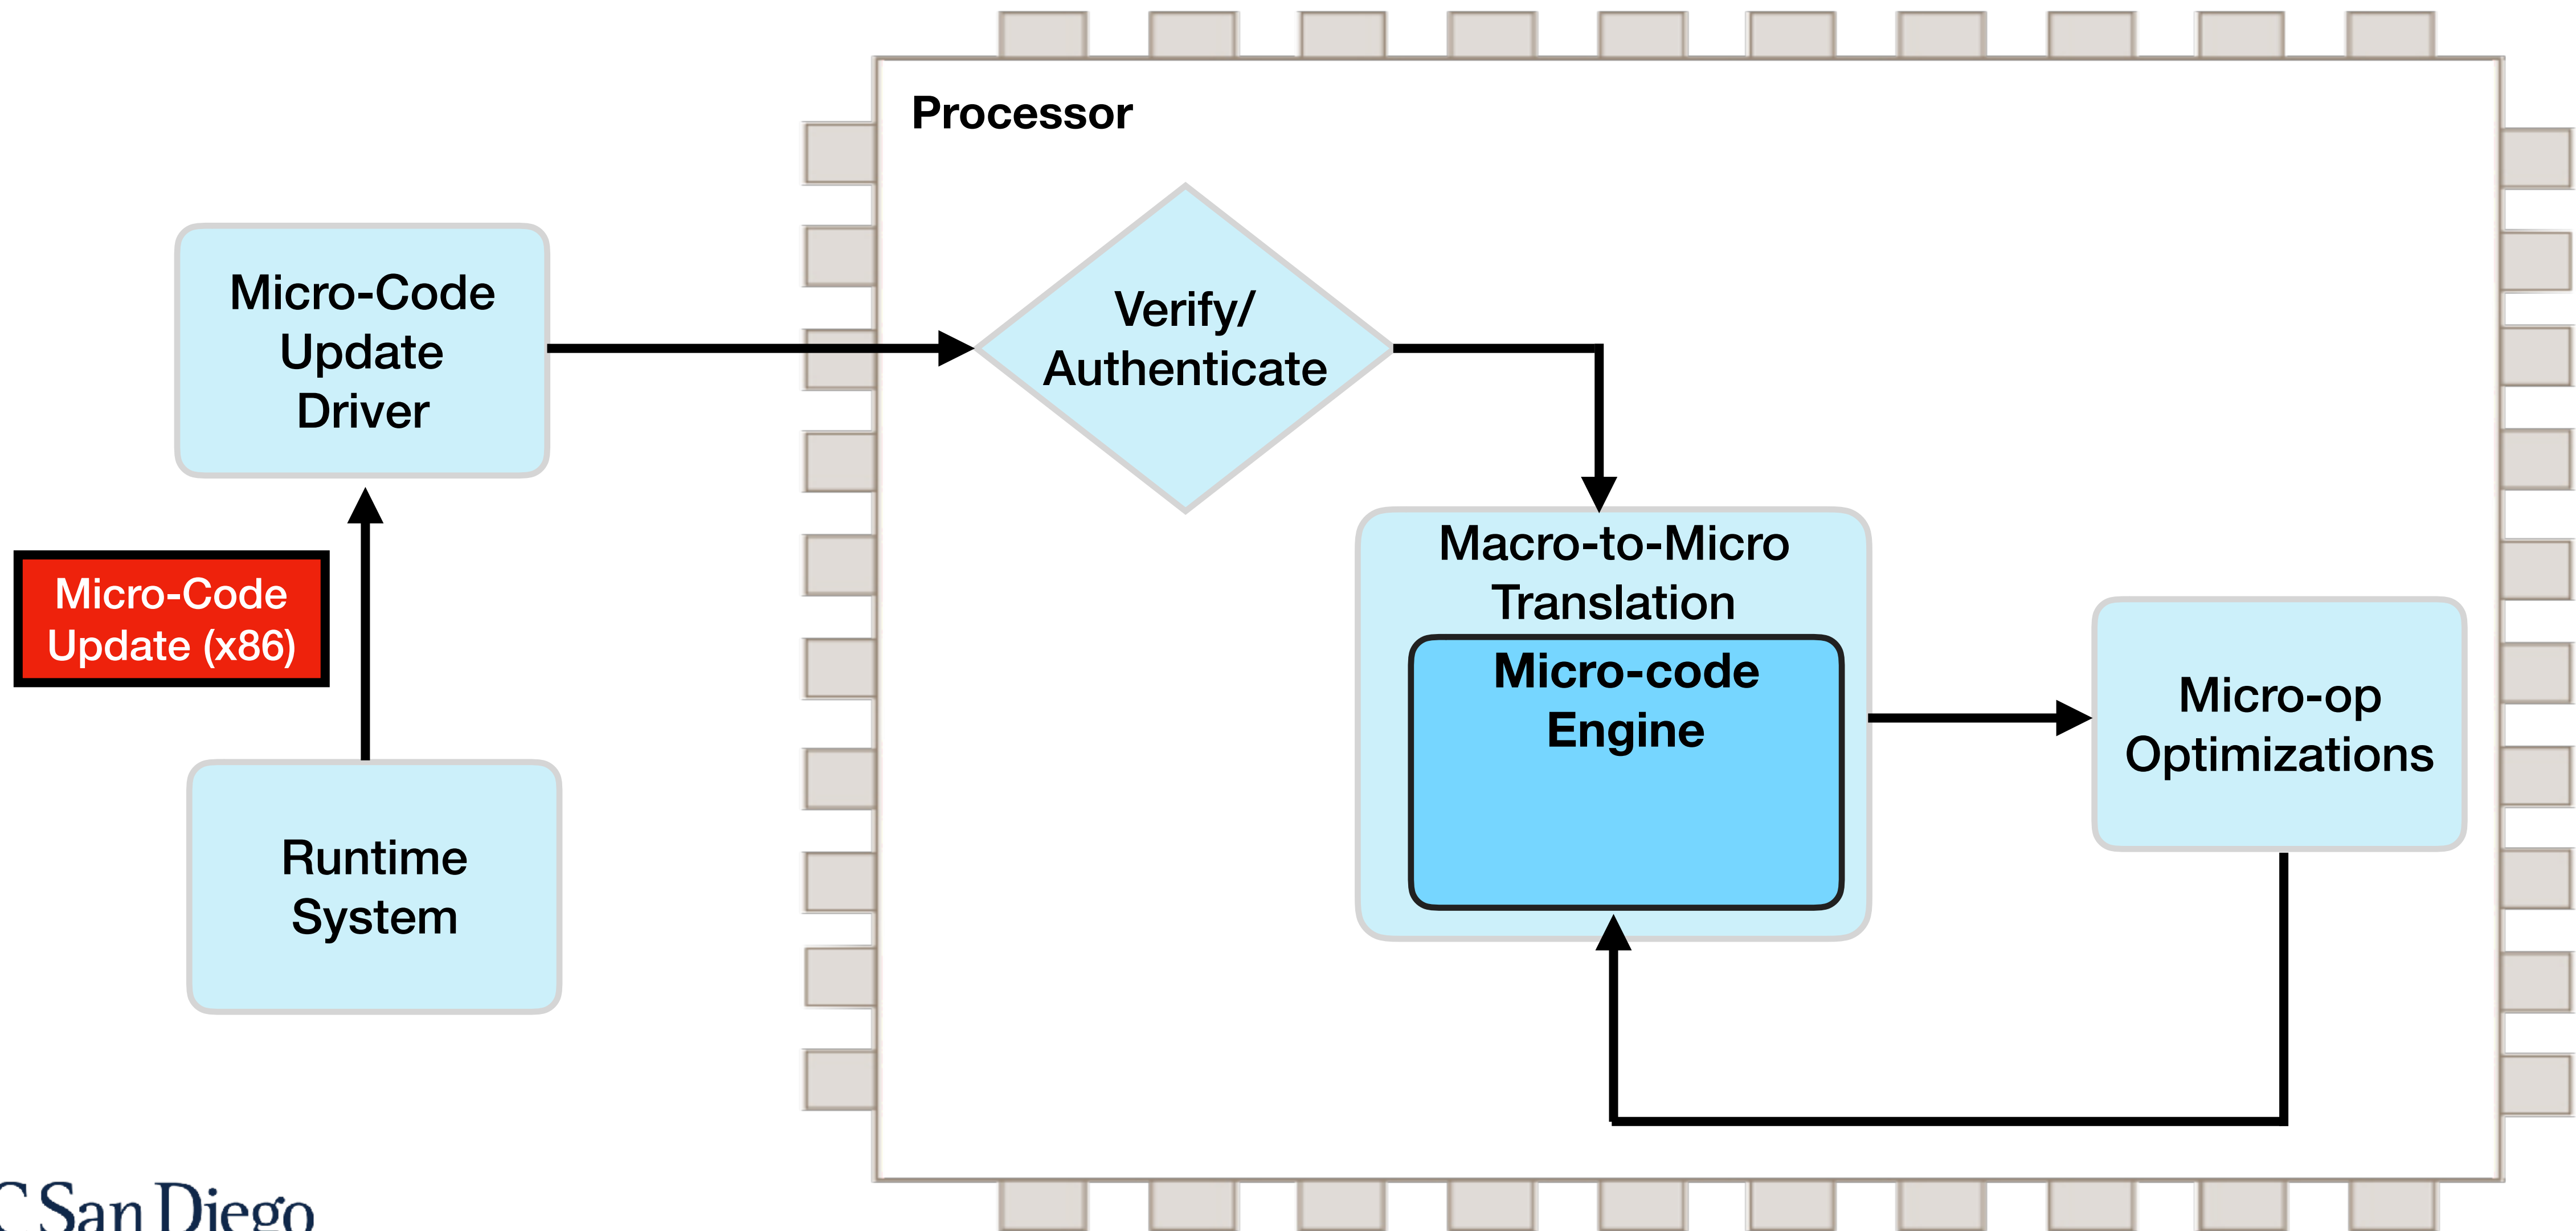 Processor
Micro-Code
Update
Driver
Verify/
Authenticate
Micro-Code
Update (x86)
Macro-to-Micro
Translation
Micro-code
Engine
Micro-op
Optimizations
Runtime
System
C San Diego